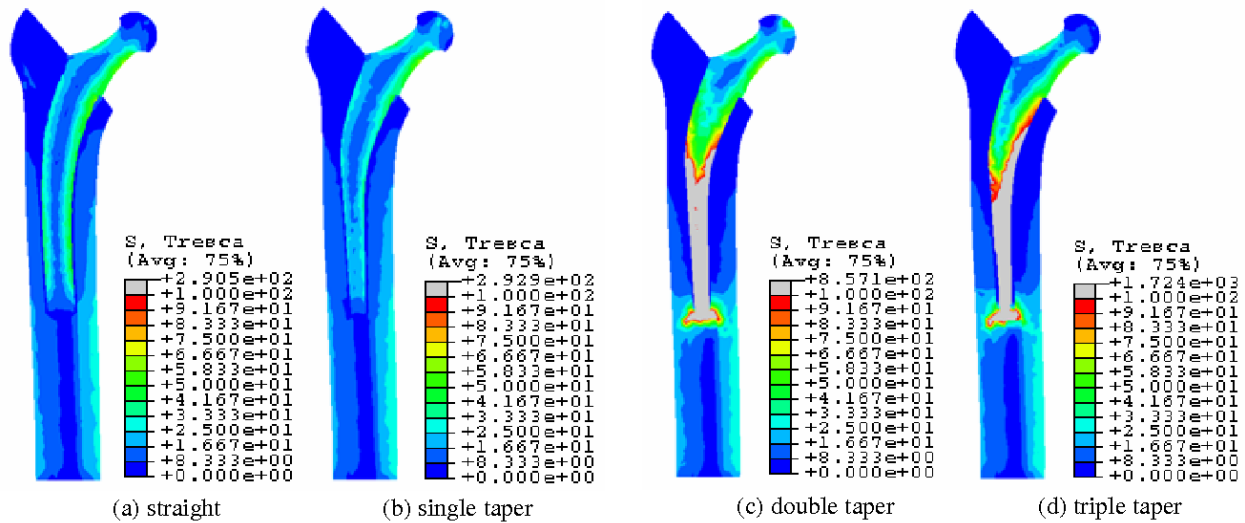 S, Tresca
(Avg: 75%)
+2.905e+02
+1.000e+02
+9.167e+01
+8.333e+01
+7.500e+01
+6.667e+01
+5.833e+01
+5.000e+01
+4.167e+01
+3.333e+01
+2.500e+01
+1.667e+01
+8.333e+00
+0.000e+00
(a) straight
S, Tresca
(Avg: 75%)
+2.929e+02
+1.000e+02
+9.167e+01
+8.333e+01
+7.500e+01
+6.667e+01
+5.833e+01
+5.000e+01
+4.167e+01
+3.333e+01
+2.500e+01
+1.667e+01
+8.333e+00
+0.000e+00
(b) single taper
S, Tresca
(Avg: 75%)
+8.571e+02
+1.000e+02
+9.167e+01
+8.333e+01
+7.500e+01
+6.667e+01
+5.833e+01
+5.000e+01
+4.167e+01
+3.333e+01
+2.500e+01
+1.667e+01
+8.333e+00
+0.000e+00
(c) double taper
S, Tresca
(Avg: 75%)
+1.724e+03
+1.000e+02
+9.167e+01
+8.333e+01
+7.500e+01
+6.667e+01
+5.833e+01
+5.000e+01
+4.167e+01
+3.333e+01
+2.500e+01
+1.667e+01
+8.333e+00
+0.000e+00
(d) triple taper